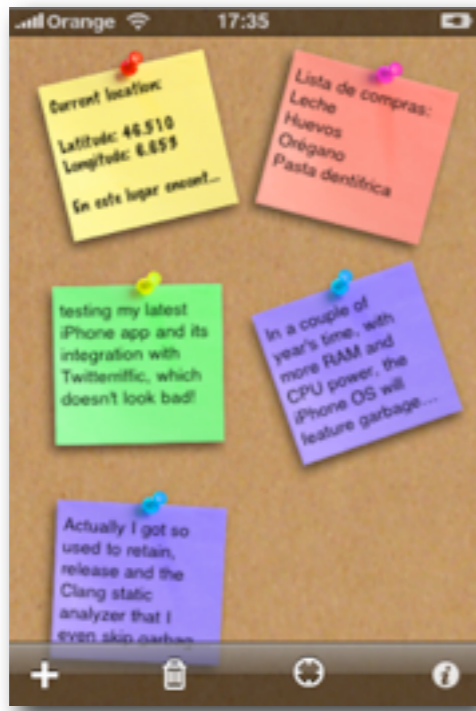 Orange
17:35
Current location:
Latitude: 46.510
Longitude: 6.659
En este lugar encont...
Lista de compras:
Leche
Huevos
Orégano
Pasta dentífrica
testing my latest
iPhone app and its
integration with
Twitterriffic, which
doesn't look bad!
In a couple of
year's time, with
more RAM and
CPU power, the
iPhone OS will
feature garbage...
Actually I got so
used to retain,
release and the
Clang static
analyzer that I
even skip garbag